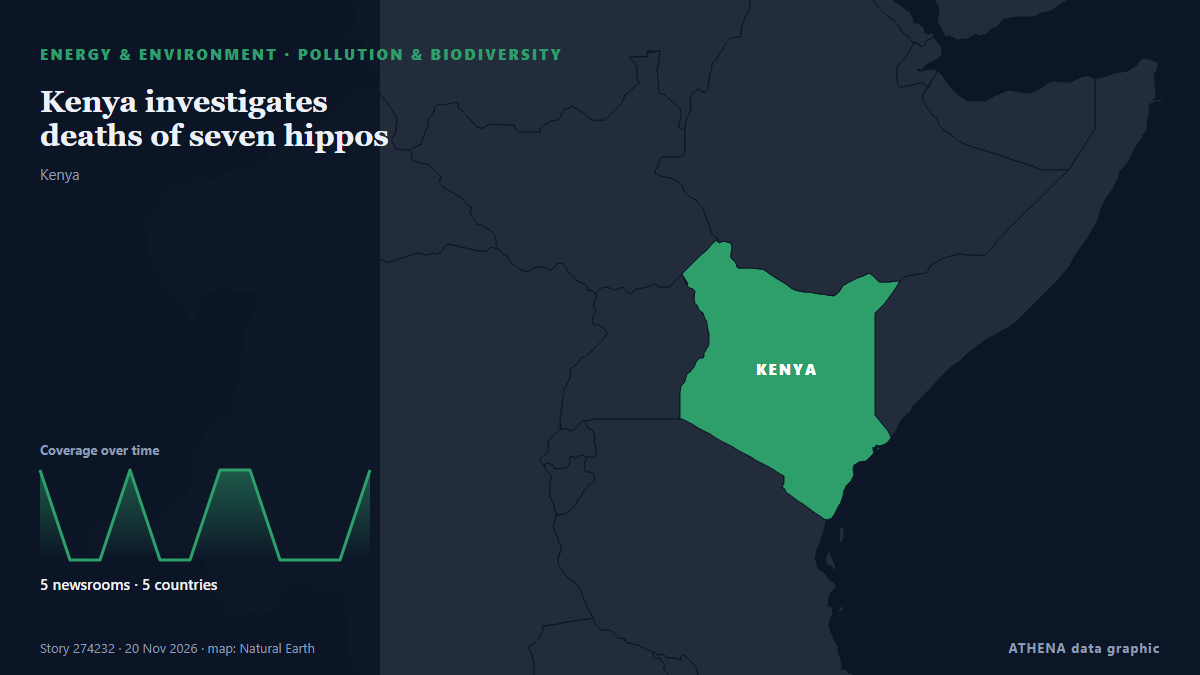 ENERGY & ENVIRONMENT · POLLUTION & BIODIVERSITY
Kenya investigates
deaths of seven hippos
Kenya
KENYA
Coverage over time
5 newsrooms · 5 countries
Story 274232 · 20 Nov 2026 · map: Natural Earth
ATHENA data graphic